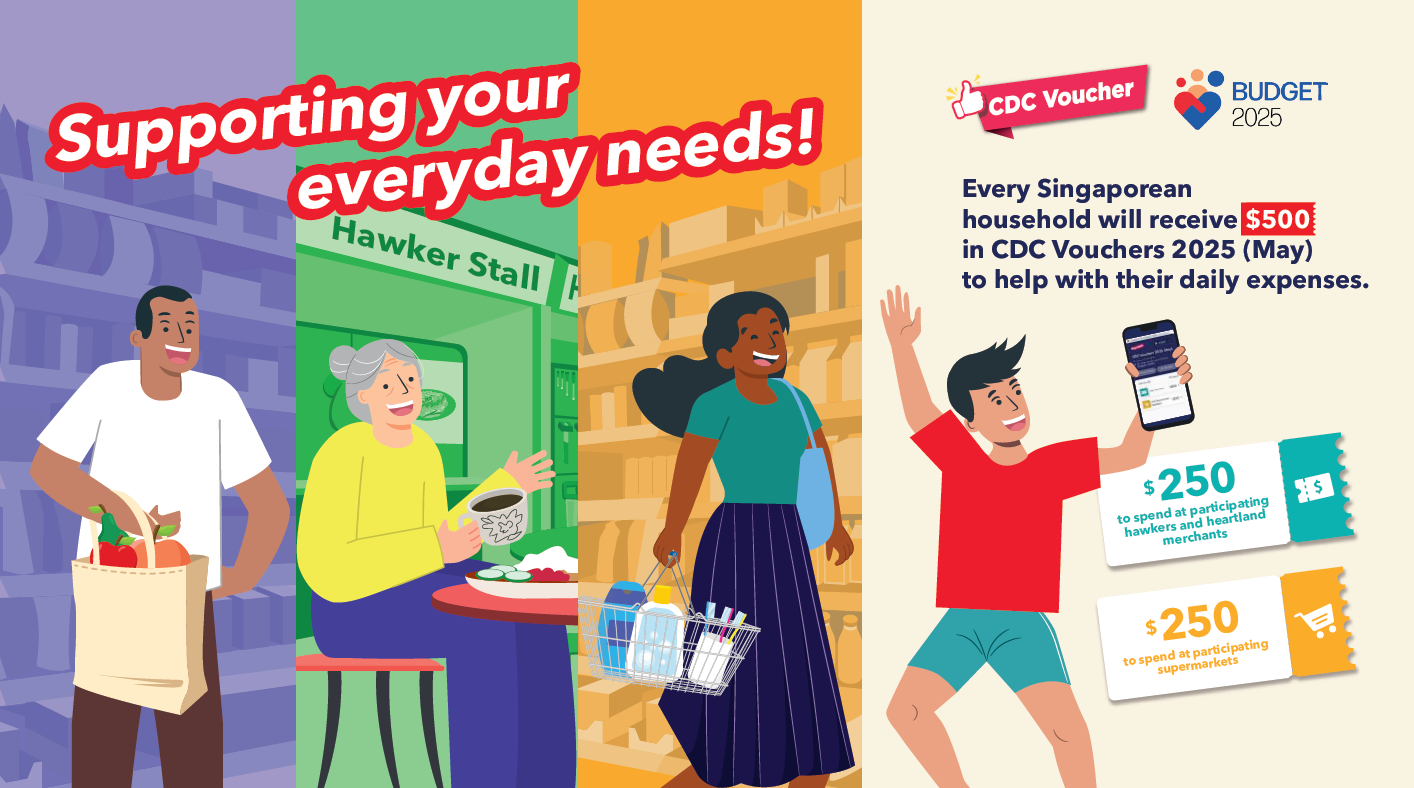 Supporting your
everyday needs!
Hawker Stall
H
CDC Voucher
BUDGET
2025
Every Singaporean
household will receive $500
in CDC Vouchers 2025 (May)
to help with their daily expenses.
$250
to spend at participating
hawkers and heartland
merchants
$
$250
to spend at participating
supermarkets